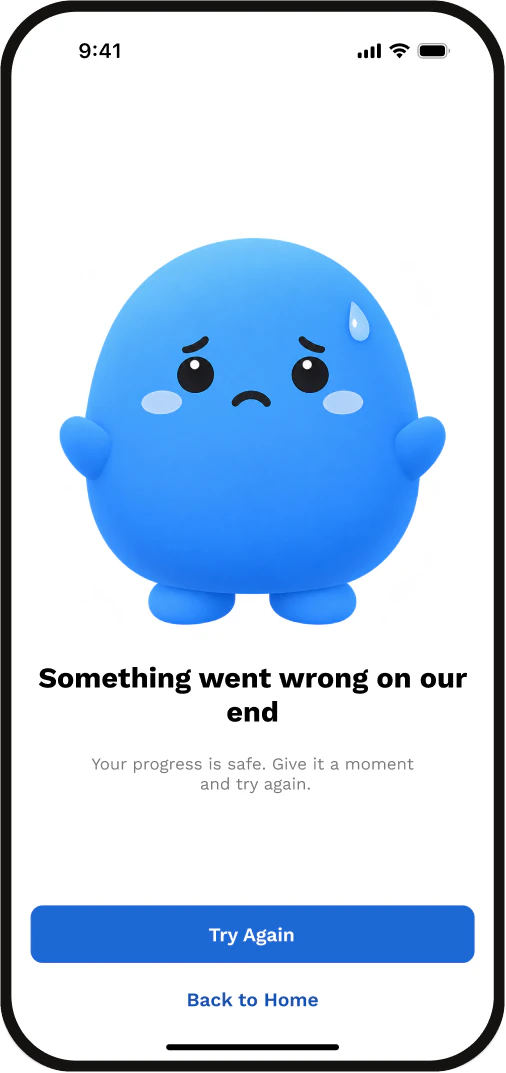 9:41
Something went wrong on our
end
Your progress is safe. Give it a moment
and try again.
Try Again
Back to Home